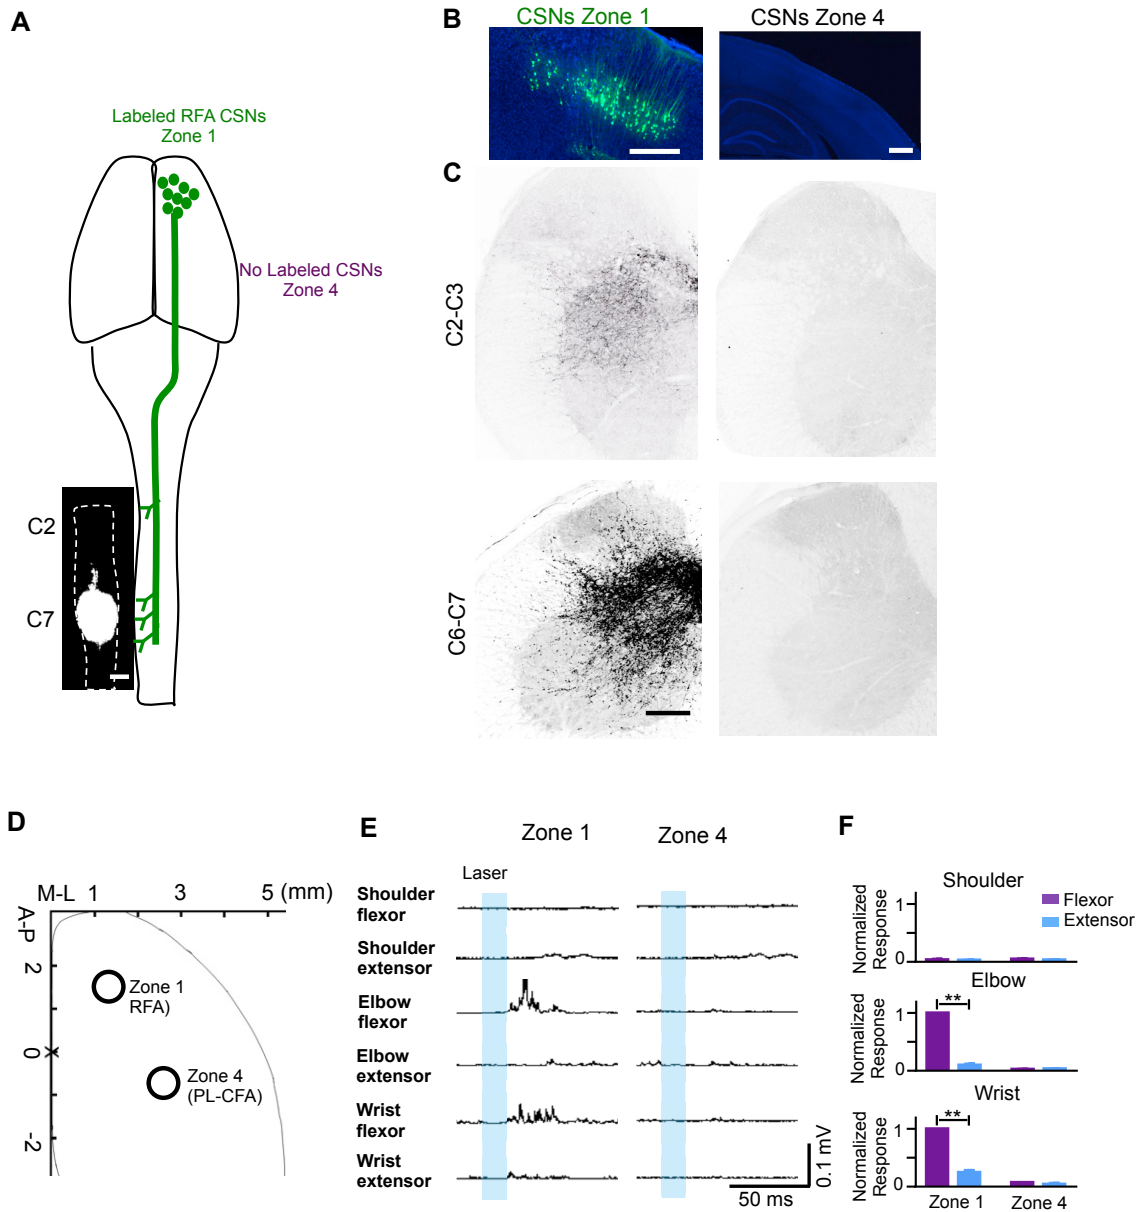 A
Labeled RFA CSNs
Zone 1
No Labeled CSNs
Zone 4
C2
C7
B
CSNs Zone 1
CSNs Zone 4
C
C2-C3
C6-C7
D
M-L 1 3 5 (mm)
A-P
2
0
-2
Zone 1
RFA)
Zone 4
(PL-CFA)
E
Zone 1
Zone 4
Laser
Shoulder
flexor
Shoulder
extensor
Elbow
flexor
Elbow
extensor
Wrist
flexor
Wrist
extensor
0.1 mV
50 ms
F
Shoulder
Normalized
Response
1
0
Flexor
Extensor
Elbow
Normalized
Response
1
0
**
Wrist
Normalized
Response
1
0
**
Zone 1 Zone 4